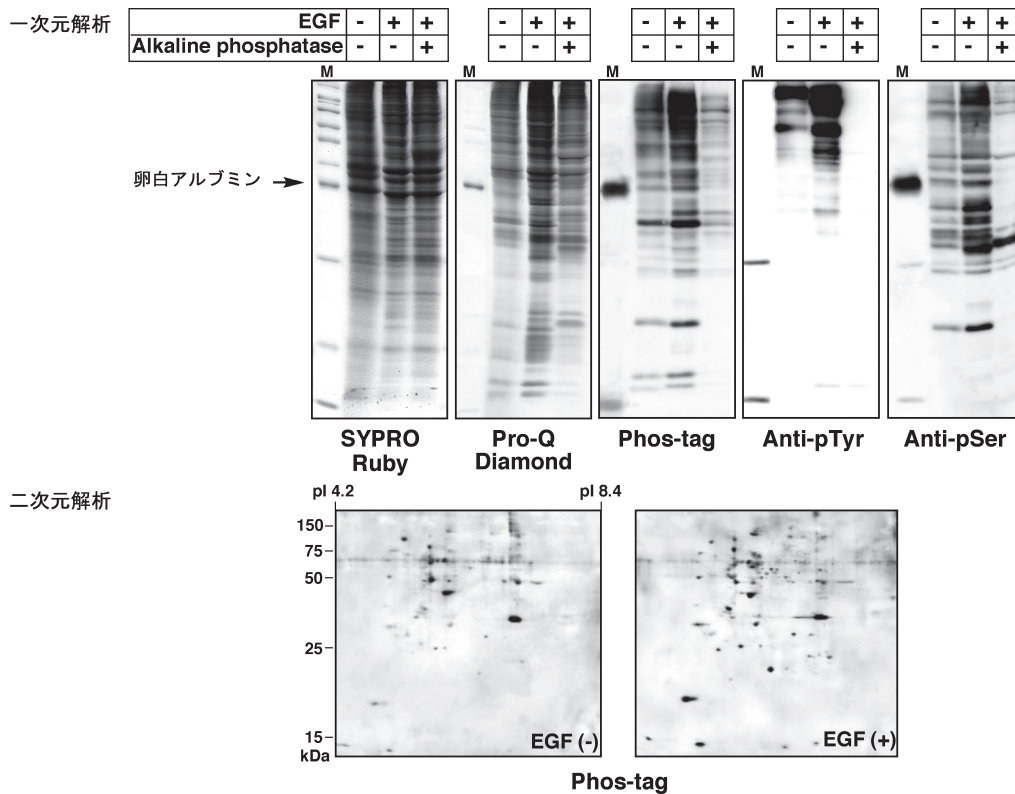 一次元解析
EGF - + + - + + - + + - + + - + +
Alkaline phosphatase - - + - - + - - + - - + - - +
M M M M
卵白アルブミン
SYPRO Ruby
Pro-Q Diamond
Phos-tag
Anti-pTyr
Anti-pSer
二次元解析
pI 4.2 pI 8.4
150
75
50
25
15
kDa
EGF (-)
EGF (+)
Phos-tag